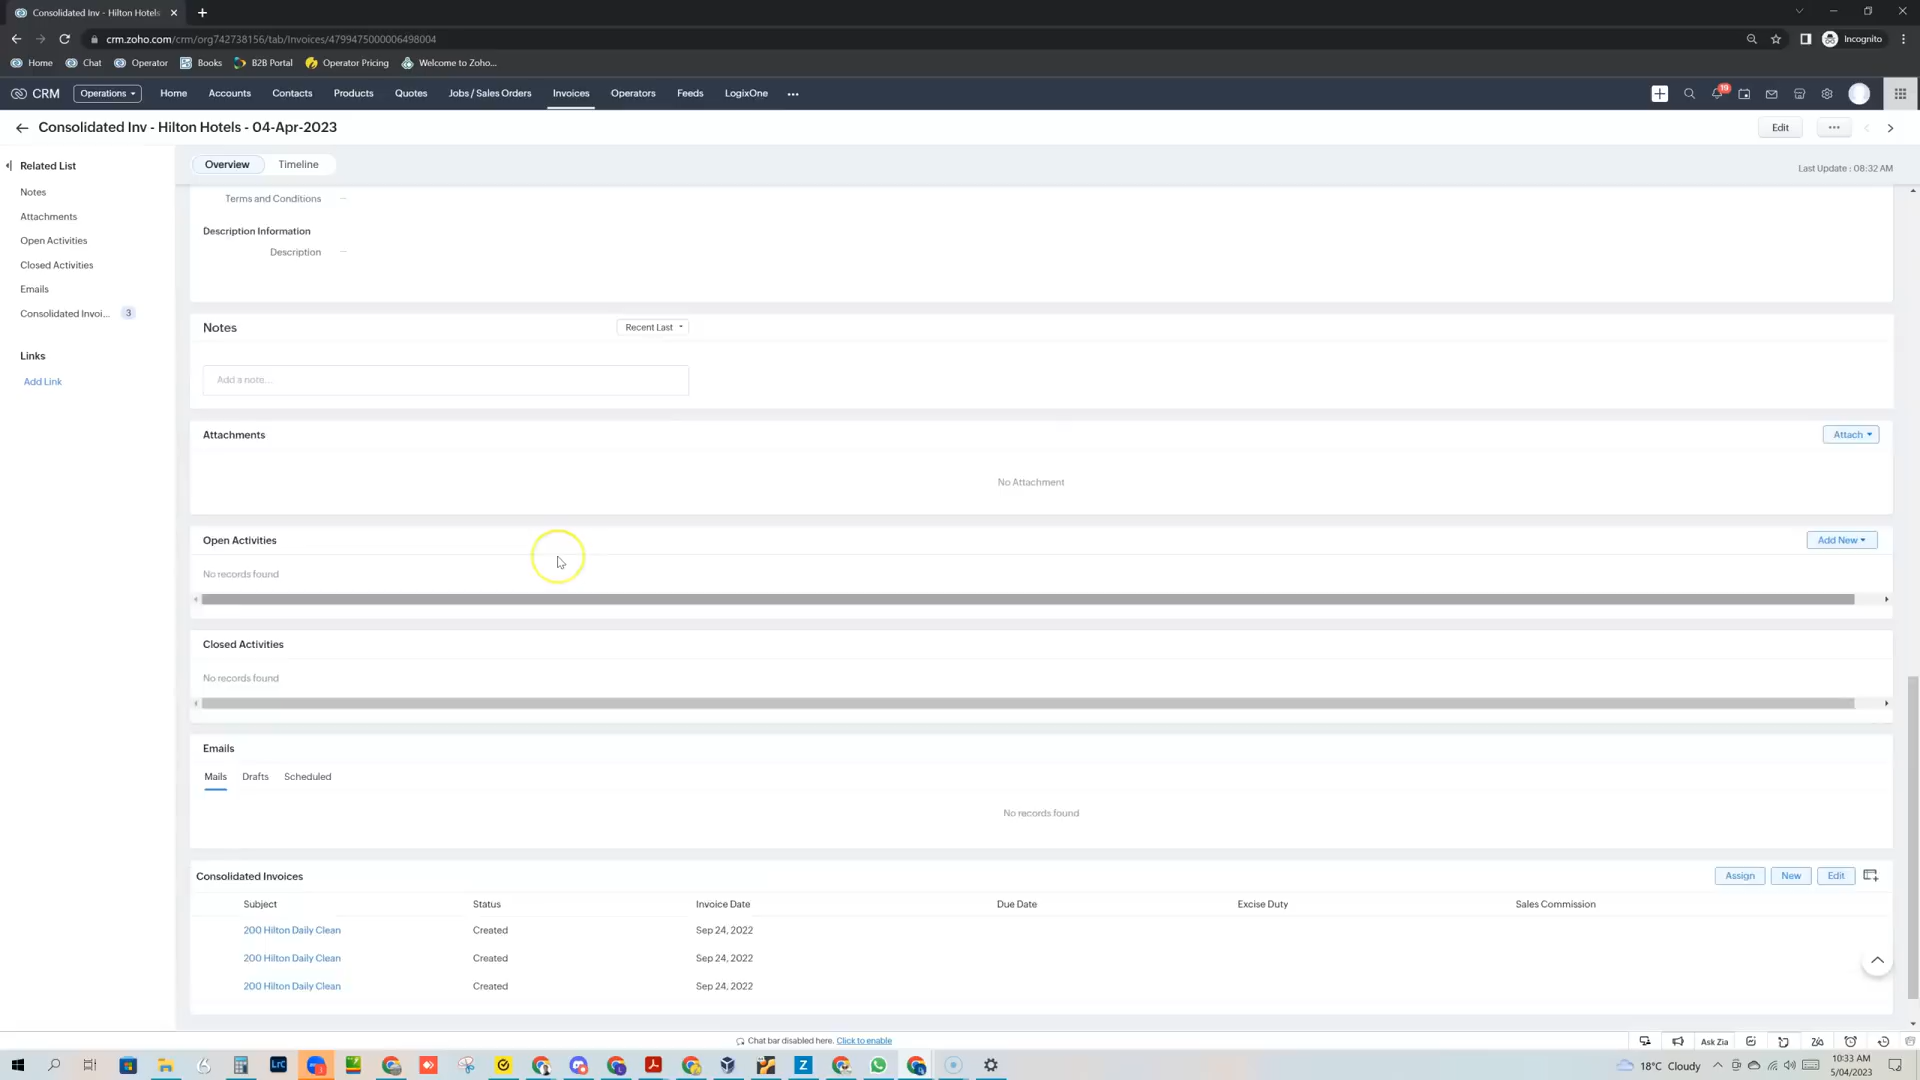 Consolidated Inv - Hilton Hotels
crm.zoho.com/crm/org742738156/tab/Invoices/4799475000006498004
Incognito
Home
Chat
Operator
Books
B2B Portal
Operator Pricing
Welcome to Zoho...
CRM
Operations
Home
Accounts
Contacts
Products
Quotes
Jobs / Sales Orders
Invoices
Operators
Feeds
LogixOne
...
19
Consolidated Inv - Hilton Hotels - 04-Apr-2023
Edit
...
Related List
Overview
Timeline
Last Update : 08:32 AM
Notes
Attachments
Open Activities
Closed Activities
Emails
Consolidated Invoi...
3
Links
Add Link
Terms and Conditions
—
Description Information
Description
—
Notes
Recent Last
Add a note...
Attachments
Attach
No Attachment
Open Activities
Add New
No records found
Closed Activities
No records found
Emails
Mails
Drafts
Scheduled
No records found
Consolidated Invoices
Assign
New
Edit
Subject
Status
Invoice Date
Due Date
Excise Duty
Sales Commission
200 Hilton Daily Clean
Created
Sep 24, 2022
200 Hilton Daily Clean
Created
Sep 24, 2022
200 Hilton Daily Clean
Created
Sep 24, 2022
Chat bar disabled here. Click to enable
Ask Zia
LrC
Z
18°C Cloudy
10:33 AM
5/04/2023